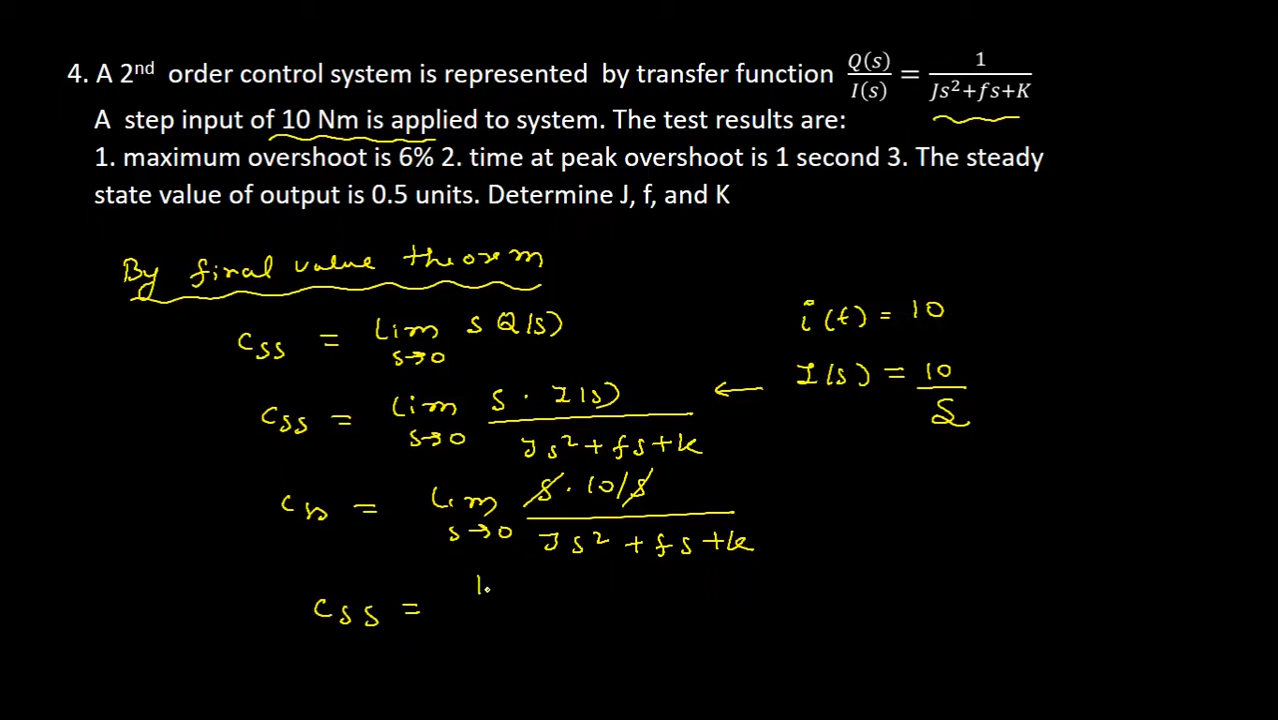 4. A 2nd order control system is represented by transfer function Q(s)/I(s) = 1/(Js²+fs+K)
A step input of 10 Nm is applied to system. The test results are:
1. maximum overshoot is 6% 2. time at peak overshoot is 1 second 3. The steady
state value of output is 0.5 units. Determine J, f, and K
By final value theorem
i(t) = 10
Css = Lim s→0 s Q(s)
I(s) = 10/s
Css = Lim s→0 s · I(s) / (Js² + fs + k) ←
Css = Lim s→0 s · 10/s / (Js² + fs + k)
Css =